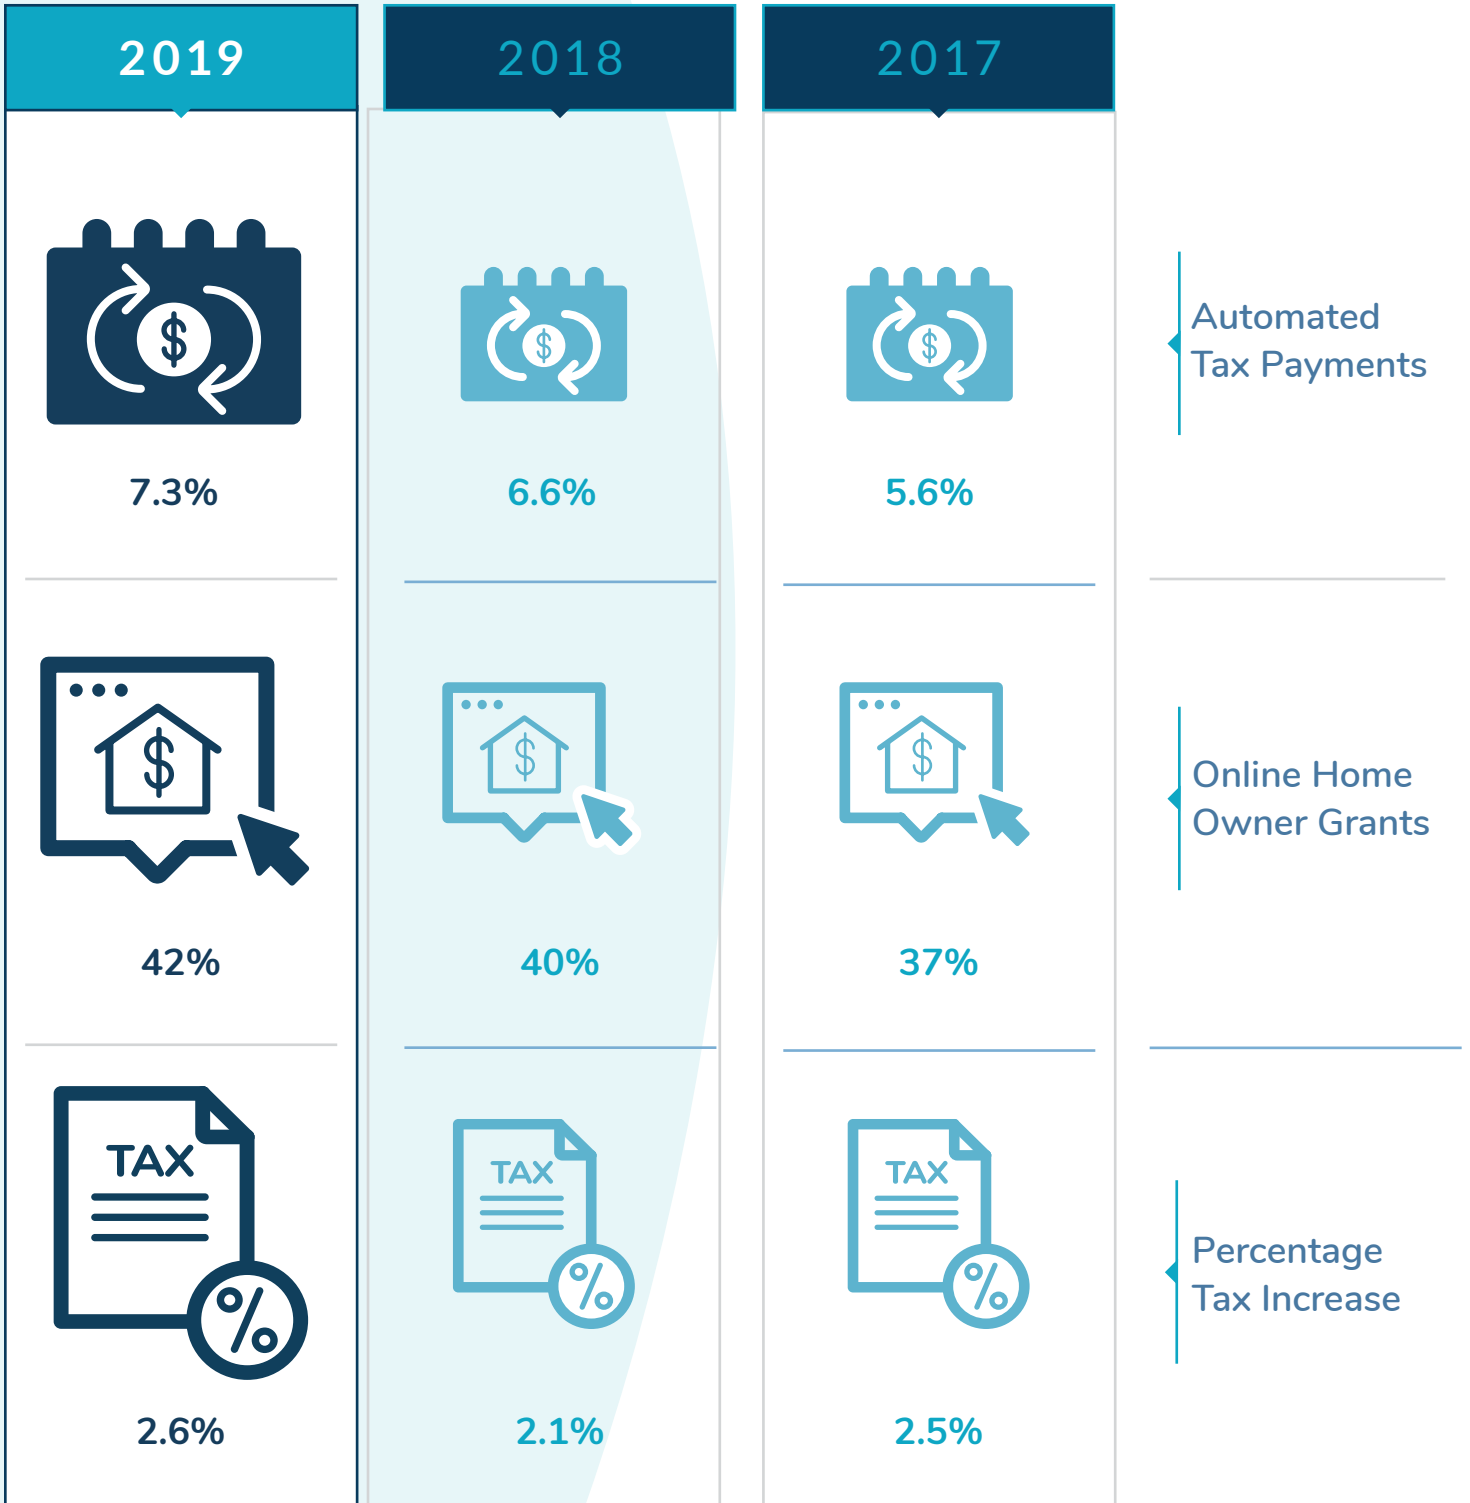 2019
2018
2017
$
$
$
Automated
Tax Payments
7.3%
6.6%
5.6%
$
$
$
Online Home
Owner Grants
42%
40%
37%
TAX
%
TAX
%
TAX
%
Percentage
Tax Increase
2.6%
2.1%
2.5%